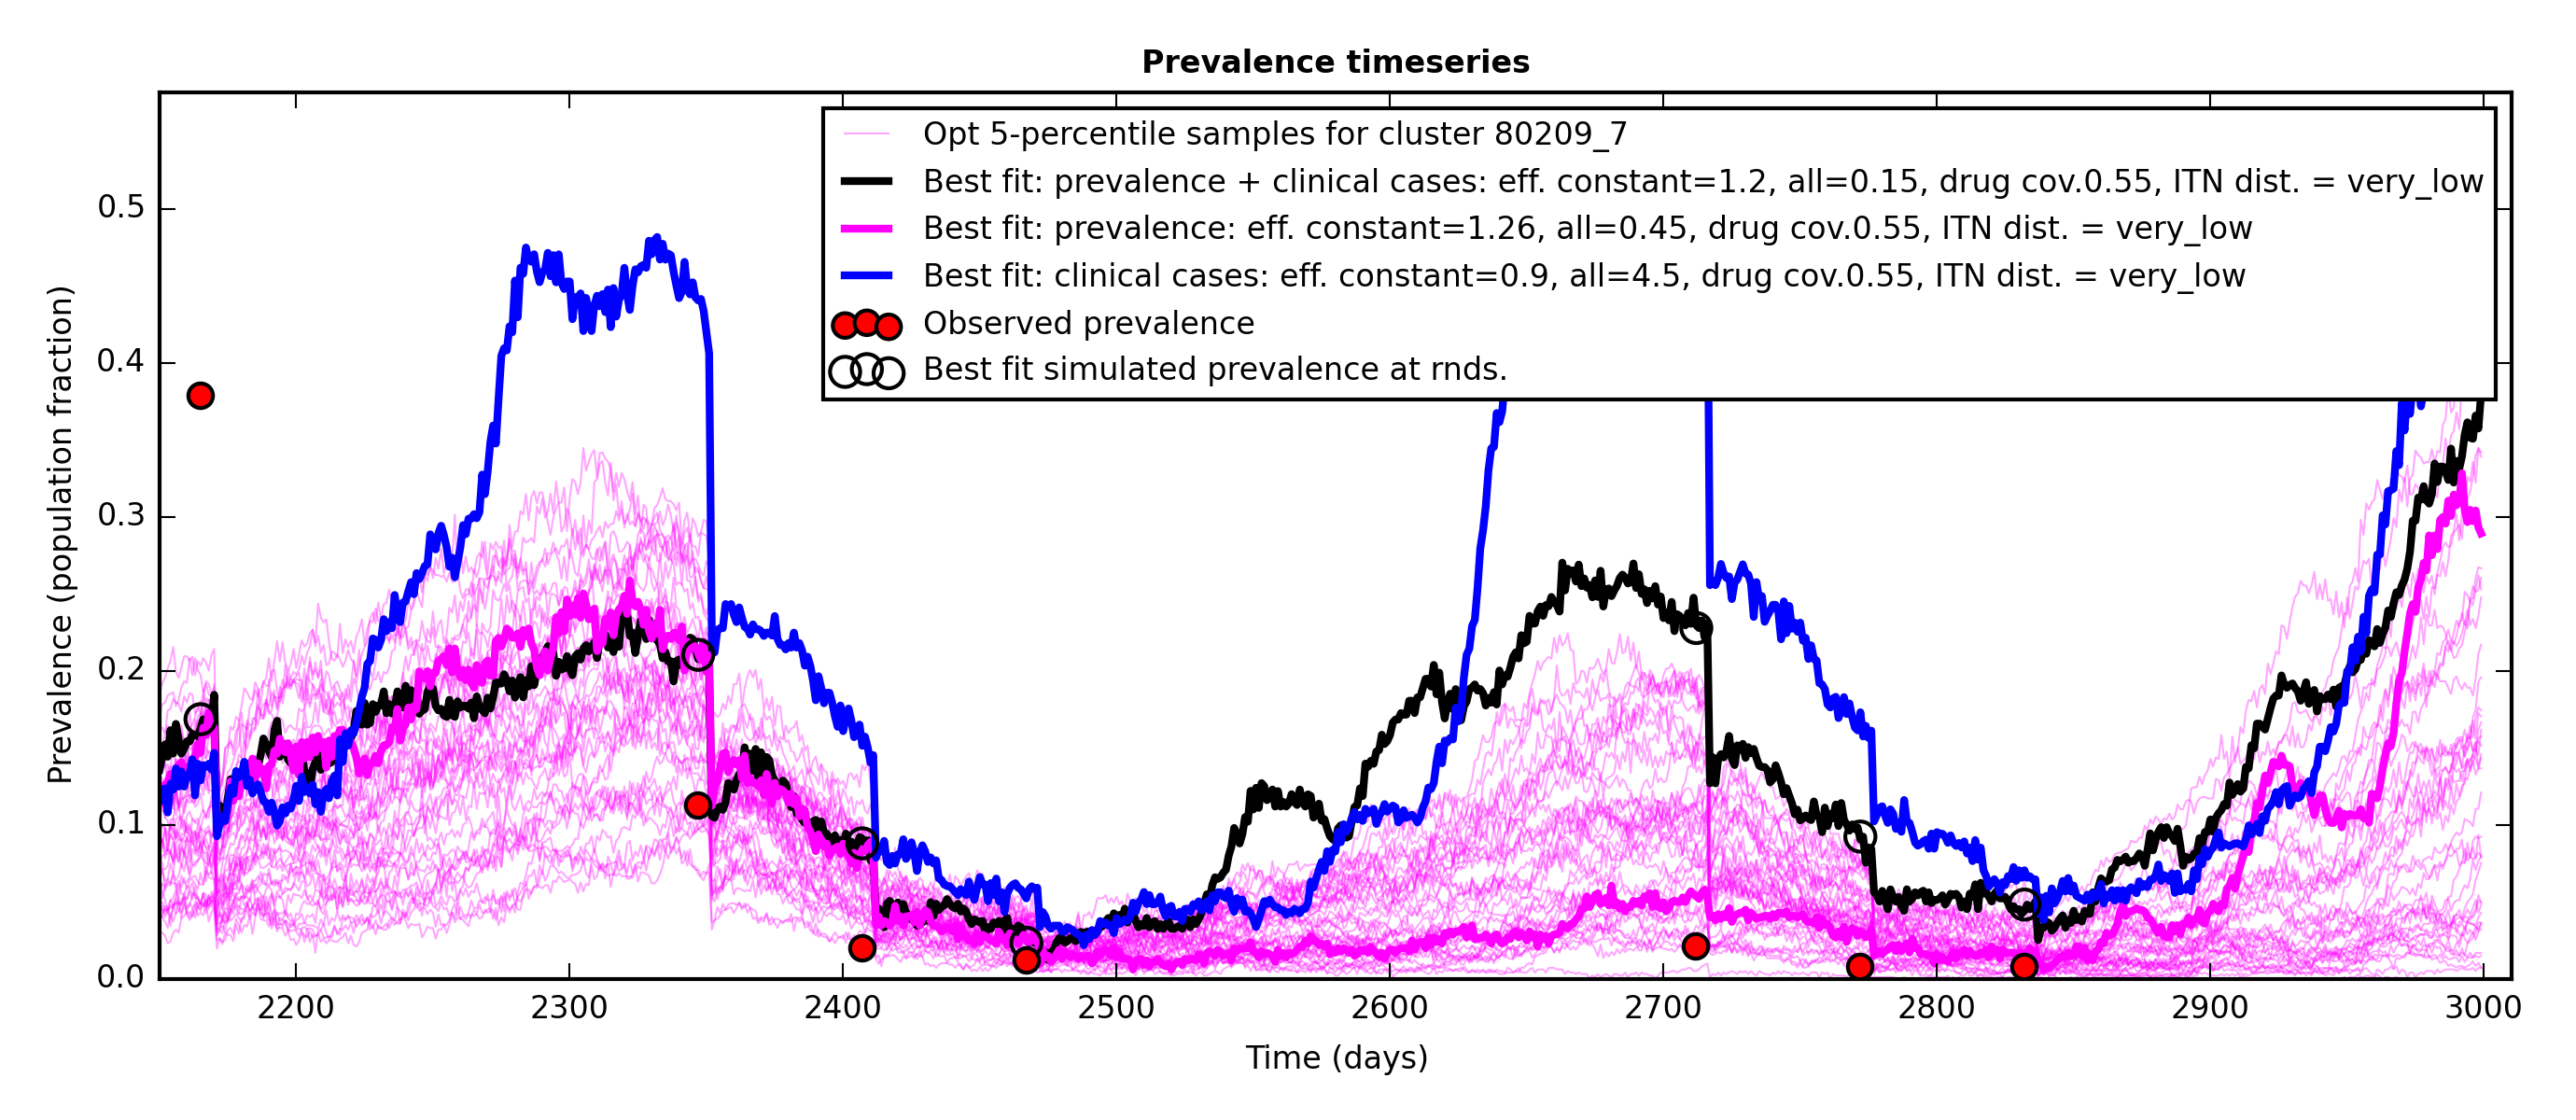 Prevalence timeseries
Opt 5-percentile samples for cluster 80209_7
Best fit: prevalence + clinical cases: eff. constant=1.2, all=0.15, drug cov.0.55, ITN dist. = very_low
Best fit: prevalence: eff. constant=1.26, all=0.45, drug cov.0.55, ITN dist. = very_low
Best fit: clinical cases: eff. constant=0.9, all=4.5, drug cov.0.55, ITN dist. = very_low
Observed prevalence
Best fit simulated prevalence at rnds.
Prevalence (population fraction)
0.5
0.4
0.3
0.2
0.1
0.0
2200 2300 2400 2500 2600 2700 2800 2900 3000
Time (days)